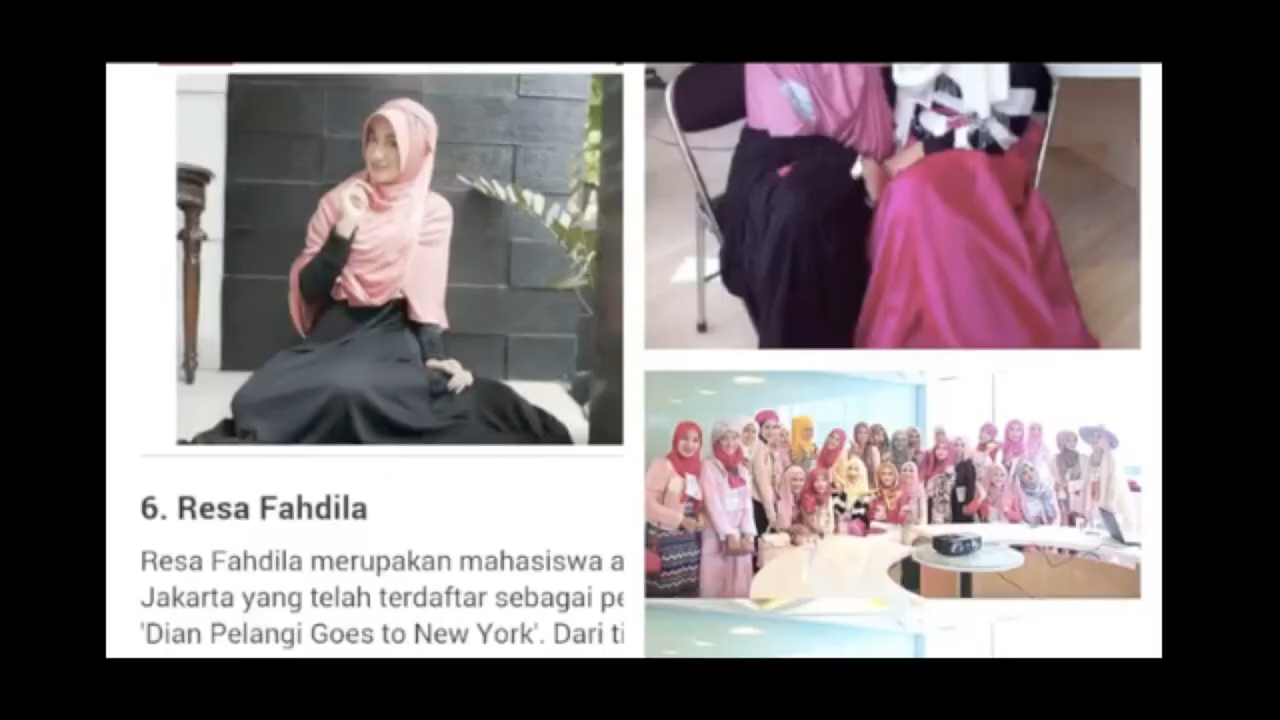 6. Resa Fahdila
Resa Fahdila merupakan mahasiswa a
Jakarta yang telah terdaftar sebagai pe
'Dian Pelangi Goes to New York'. Dari ti